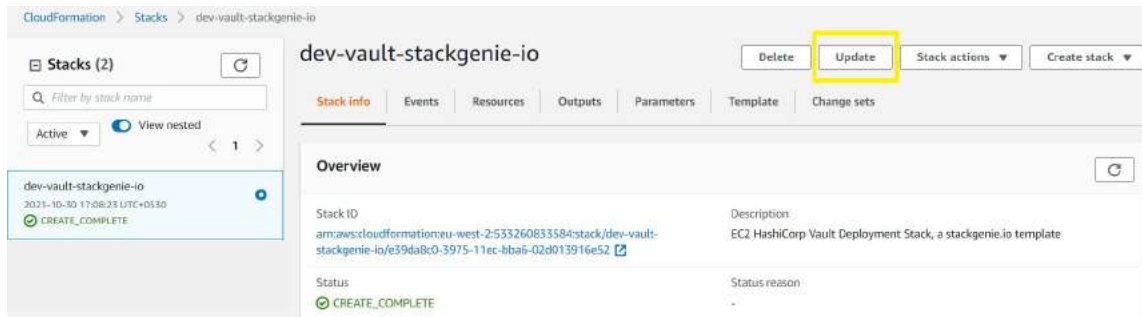 CloudFormation > Stacks > dev-vault-stackgenie-io
Stacks (2)
Filter by stack name
Active
View nested
< 1 >
dev-vault-stackgenie-io
2021-10-30 17:08:23 UTC+0530
CREATE_COMPLETE
dev-vault-stackgenie-io
Delete Update Stack actions Create stack
Stack info Events Resources Outputs Parameters Template Change sets
Overview
Stack ID
arn:aws:cloudformation:eu-west-2:533260833584:stack/dev-vault-
stackgenie-io/e39da8c0-3975-11ec-bba6-02d013916e52
Description
EC2 HashiCorp Vault Deployment Stack, a stackgenie.io template
Status
CREATE_COMPLETE
Status reason
-